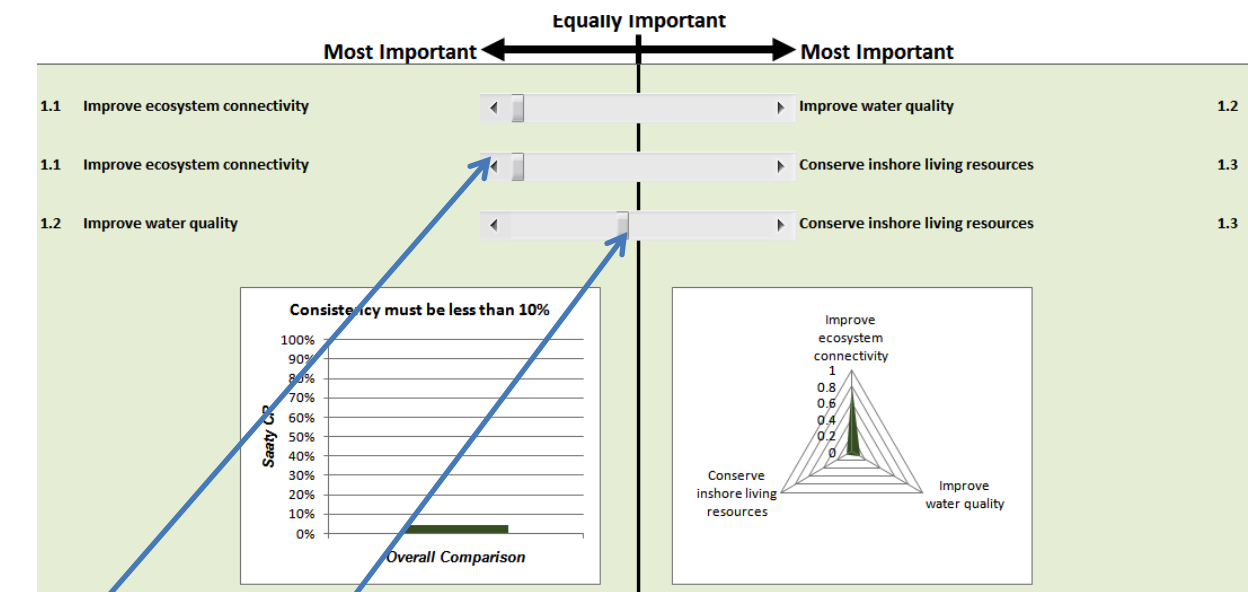 Equally Important
Most Important Most Important
1.1 Improve ecosystem connectivity Improve water quality 1.2
1.1 Improve ecosystem connectivity Conserve inshore living resources 1.3
1.2 Improve water quality Conserve inshore living resources 1.3
Consistency must be less than 10%
100%
90%
80%
70%
60%
50%
40%
30%
20%
10%
0%
Saaty CR
Overall Comparison
Improve
ecosystem
connectivity
1
0.8
0.6
0.4
0.2
0
Conserve
inshore living
resources
Improve
water quality